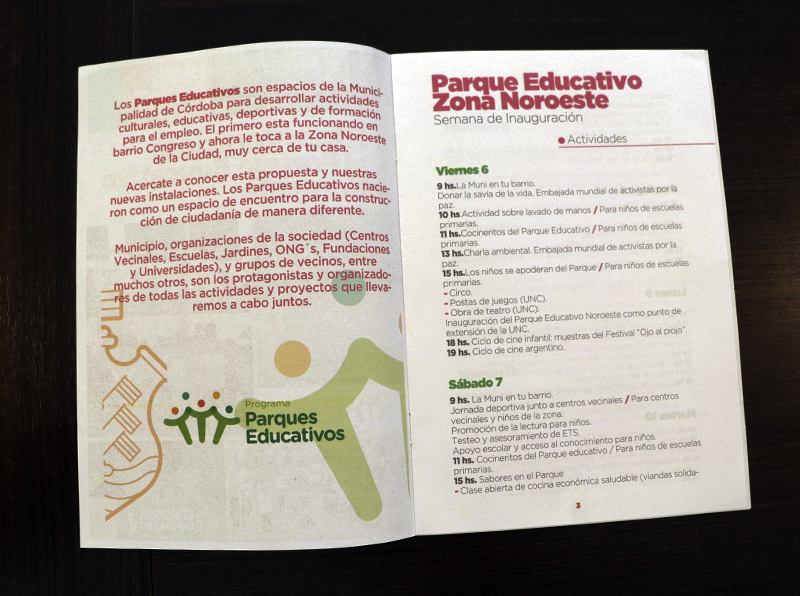 Los Parques Educativos son espacios de la Munici-
palidad de Córdoba para desarrollar actividades
culturales, educativas, deportivas y de formación
para el empleo. El primero esta funcionando en
barrio Congreso y ahora le toca a la Zona Noroeste
de la Ciudad, muy cerca de tu casa.
Acercate a conocer esta propuesta y nuestras
nuevas instalaciones. Los Parques Educativos nacie-
ron como un espacio de encuentro para la construc-
ción de ciudadanía de manera diferente.
Municipio, organizaciones de la sociedad (Centros
Vecinales, Escuelas, Jardines, ONG´s, Fundaciones
y Universidades), y grupos de vecinos, entre
muchos otros, son los protagonistas y organizado-
res de todas las actividades y proyectos que lleva-
remos a cabo juntos.
Programa
Parques
Educativos
Parque Educativo
Zona Noroeste
Semana de Inauguración
Actividades
Viernes 6
9 hs. La Muni en tu barrio.
Donar la savia de la vida. Embajada mundial de activistas por la
paz.
10 hs Actividad sobre lavado de manos / Para niños de escuelas
primarias.
11 hs. Cocineritos del Parque Educativo / Para niños de escuelas
primarias.
13 hs. Charla ambiental. Embajada mundial de activistas por la
paz.
15 hs. Los niños se apoderan del Parque / Para niños de escuelas
primarias.
- Circo.
- Postas de juegos (UNC).
- Obra de teatro (UNC).
Inauguración del Parque Educativo Noroeste como punto de
extensión de la UNC.
18 hs. Ciclo de cine infantil: muestras del Festival "Ojo al piojo".
19 hs. Ciclo de cine argentino.
Sábado 7
9 hs. La Muni en tu barrio.
Jornada deportiva junto a centros vecinales / Para centros
vecinales y niños de la zona.
Promoción de la lectura para niños.
Testeo y asesoramiento de ETS.
Apoyo escolar y acceso al conocimiento para niños.
11 hs. Cocineritos del Parque educativo / Para niños de escuelas
primarias.
15 hs. Sabores en el Parque
- Clase abierta de cocina económica saludable (viandas solida-
3